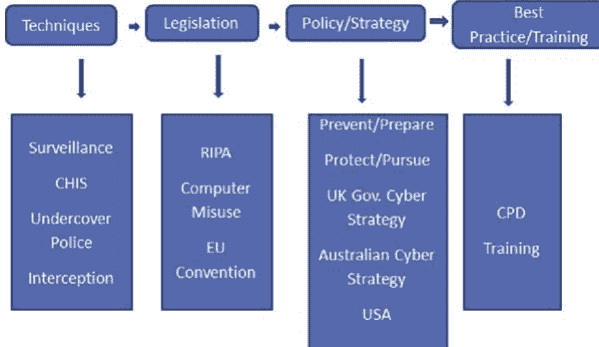 Techniques
Legislation
Policy/Strategy
Best
Practice/Training
Surveillance
CHIS
Undercover
Police
Interception
RIPA
Computer
Misuse
EU
Convention
Prevent/Prepare
Protect/Pursue
UK Gov. Cyber
Strategy
Australian Cyber
Strategy
USA
CPD
Training